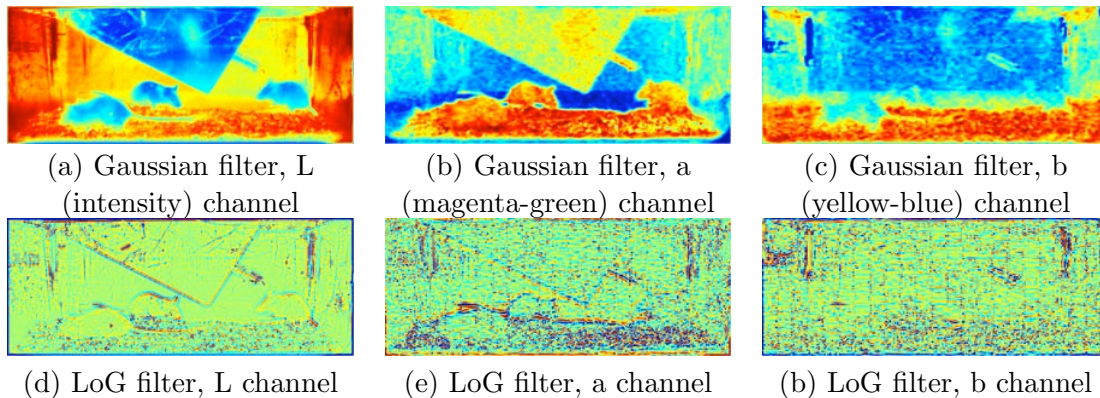 (a) Gaussian filter, L
(intensity) channel
(b) Gaussian filter, a
(magenta-green) channel
(c) Gaussian filter, b
(yellow-blue) channel
(d) LoG filter, L channel
(e) LoG filter, a channel
(b) LoG filter, b channel